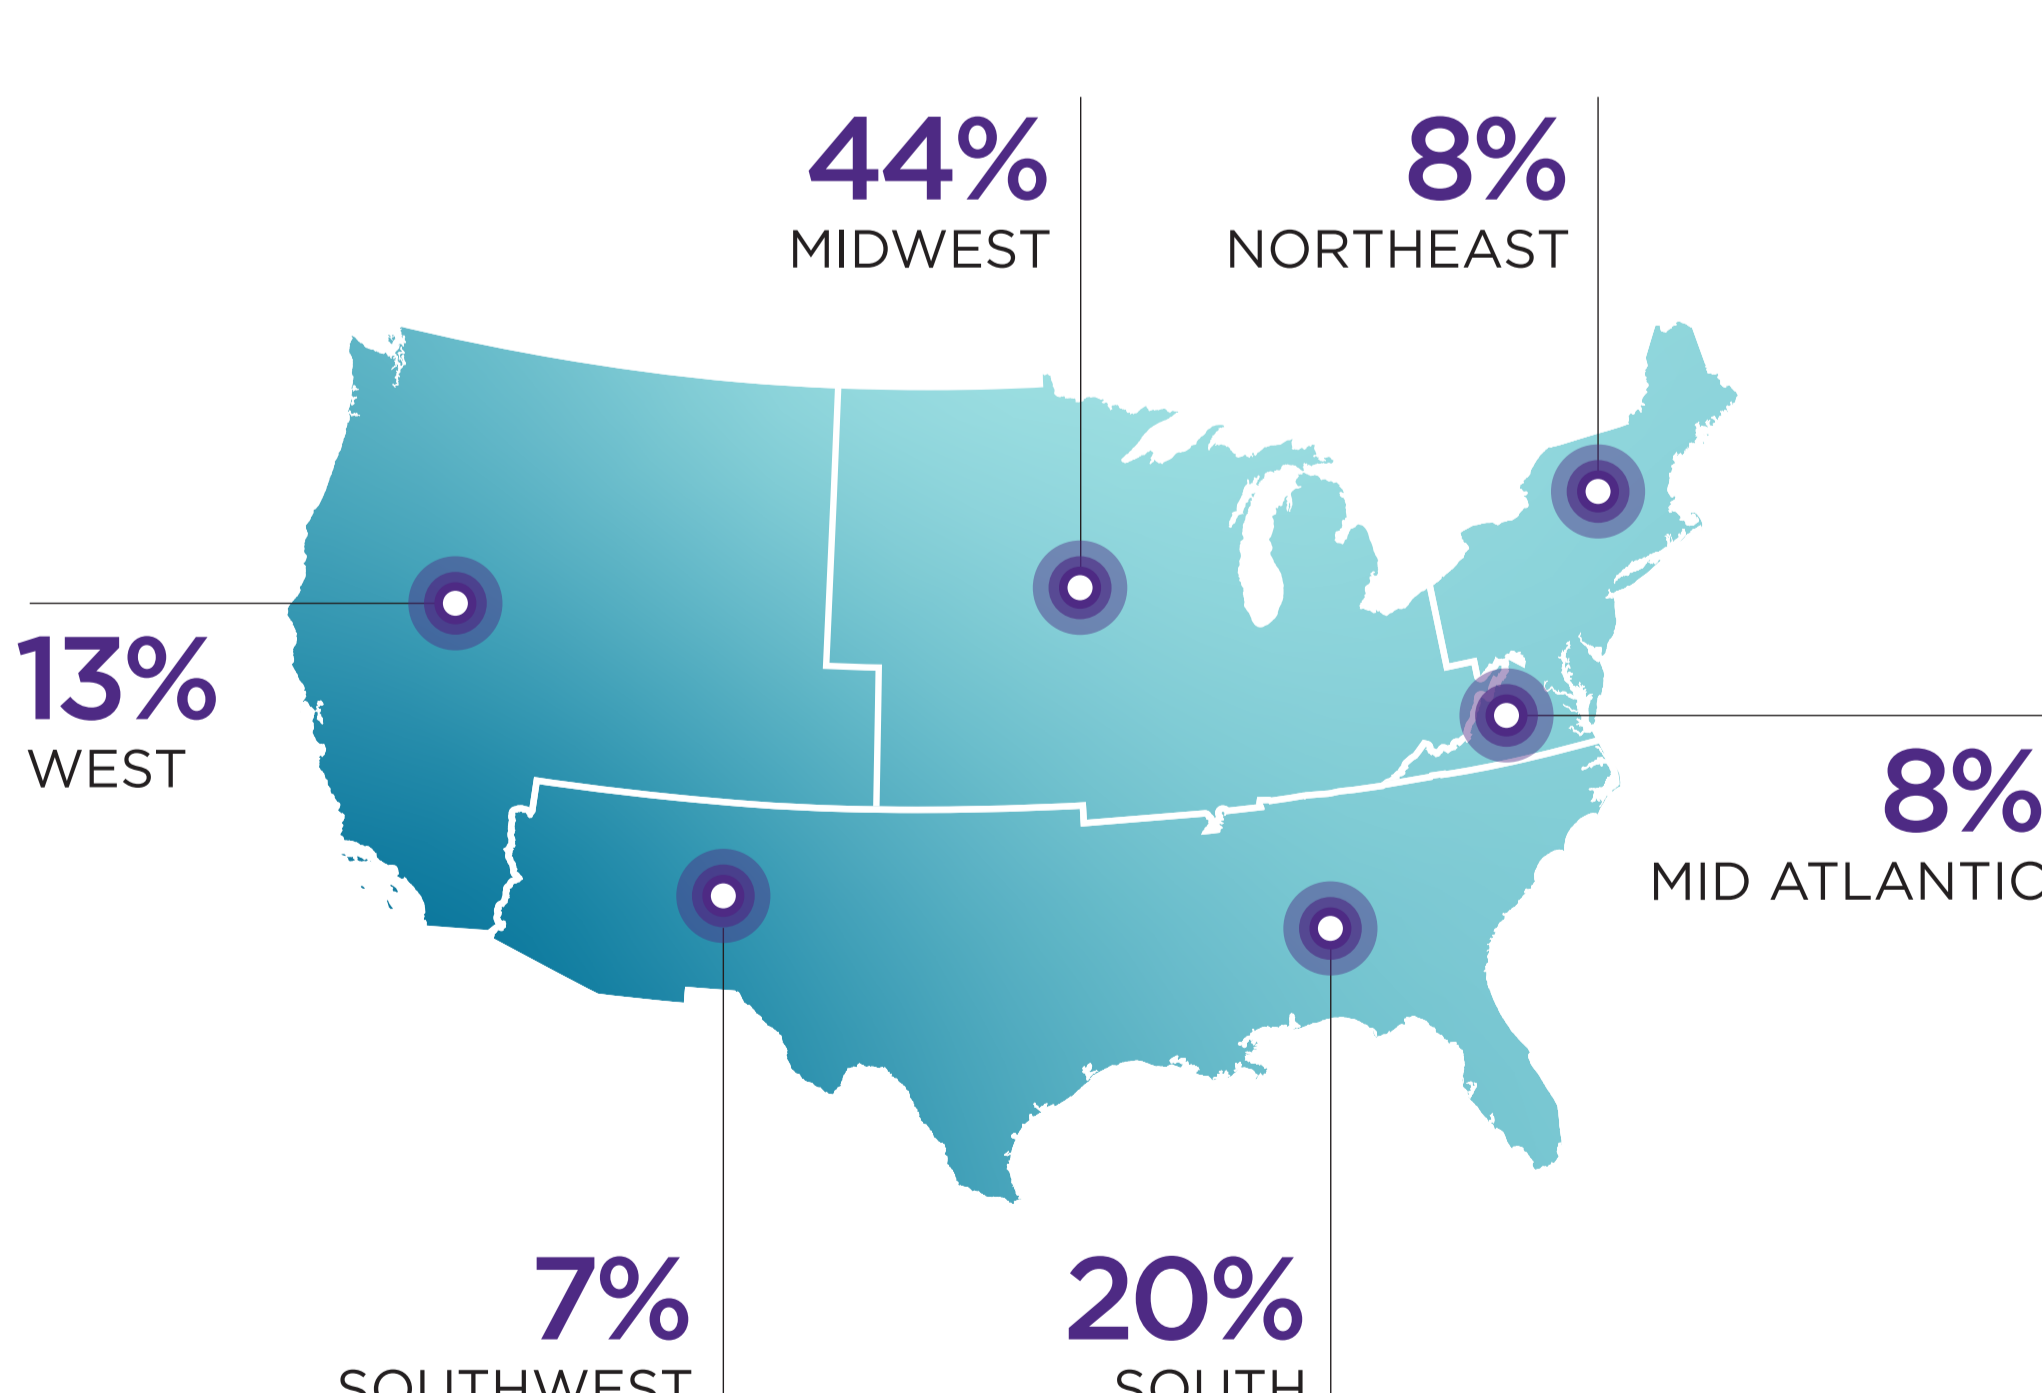 44%
MIDWEST
8%
NORTHEAST
13%
WEST
8%
MID ATLANTIC
7%
SOUTHWEST
20%
SOUTH